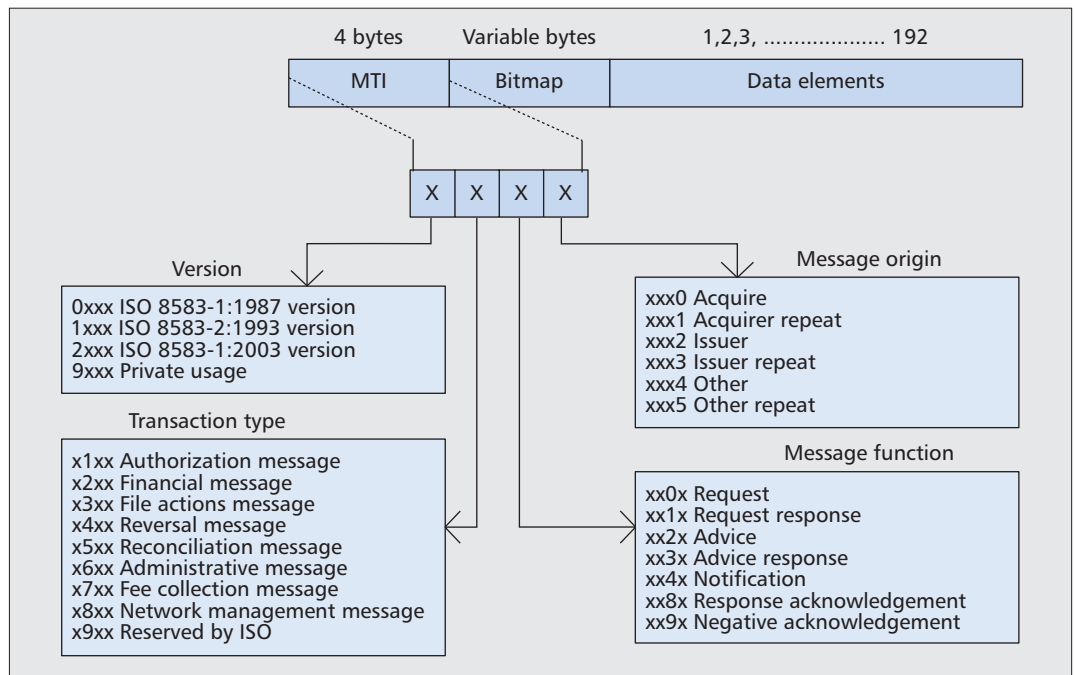 4 bytes Variable bytes 1,2,3, .................... 192
MTI Bitmap Data elements
X X X X
Version
0xxx ISO 8583-1:1987 version
1xxx ISO 8583-2:1993 version
2xxx ISO 8583-1:2003 version
9xxx Private usage
Message origin
xxx0 Acquire
xxx1 Acquirer repeat
xxx2 Issuer
xxx3 Issuer repeat
xxx4 Other
xxx5 Other repeat
Transaction type
x1xx Authorization message
x2xx Financial message
x3xx File actions message
x4xx Reversal message
x5xx Reconciliation message
x6xx Administrative message
x7xx Fee collection message
x8xx Network management message
x9xx Reserved by ISO
Message function
xx0x Request
xx1x Request response
xx2x Advice
xx3x Advice response
xx4x Notification
xx8x Response acknowledgement
xx9x Negative acknowledgement